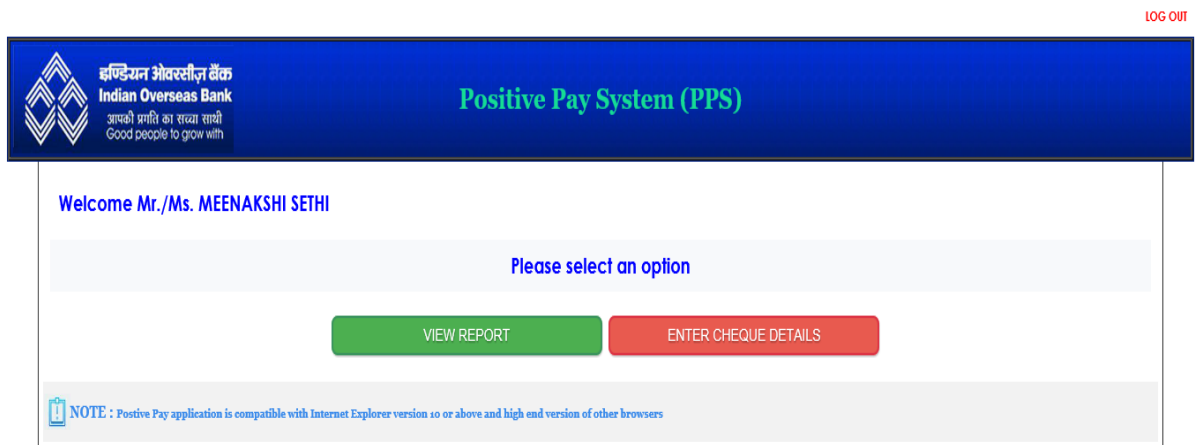 LOG OUT
इण्डियन ओवरसीज़ बैंक
Indian Overseas Bank
आपकी प्रगति का सच्चा साथी
Good people to grow with
Positive Pay System (PPS)
Welcome Mr./Ms. MEENAKSHI SETHI
Please select an option
VIEW REPORT
ENTER CHEQUE DETAILS
NOTE : Postive Pay application is compatible with Internet Explorer version 10 or above and high end version of other browsers